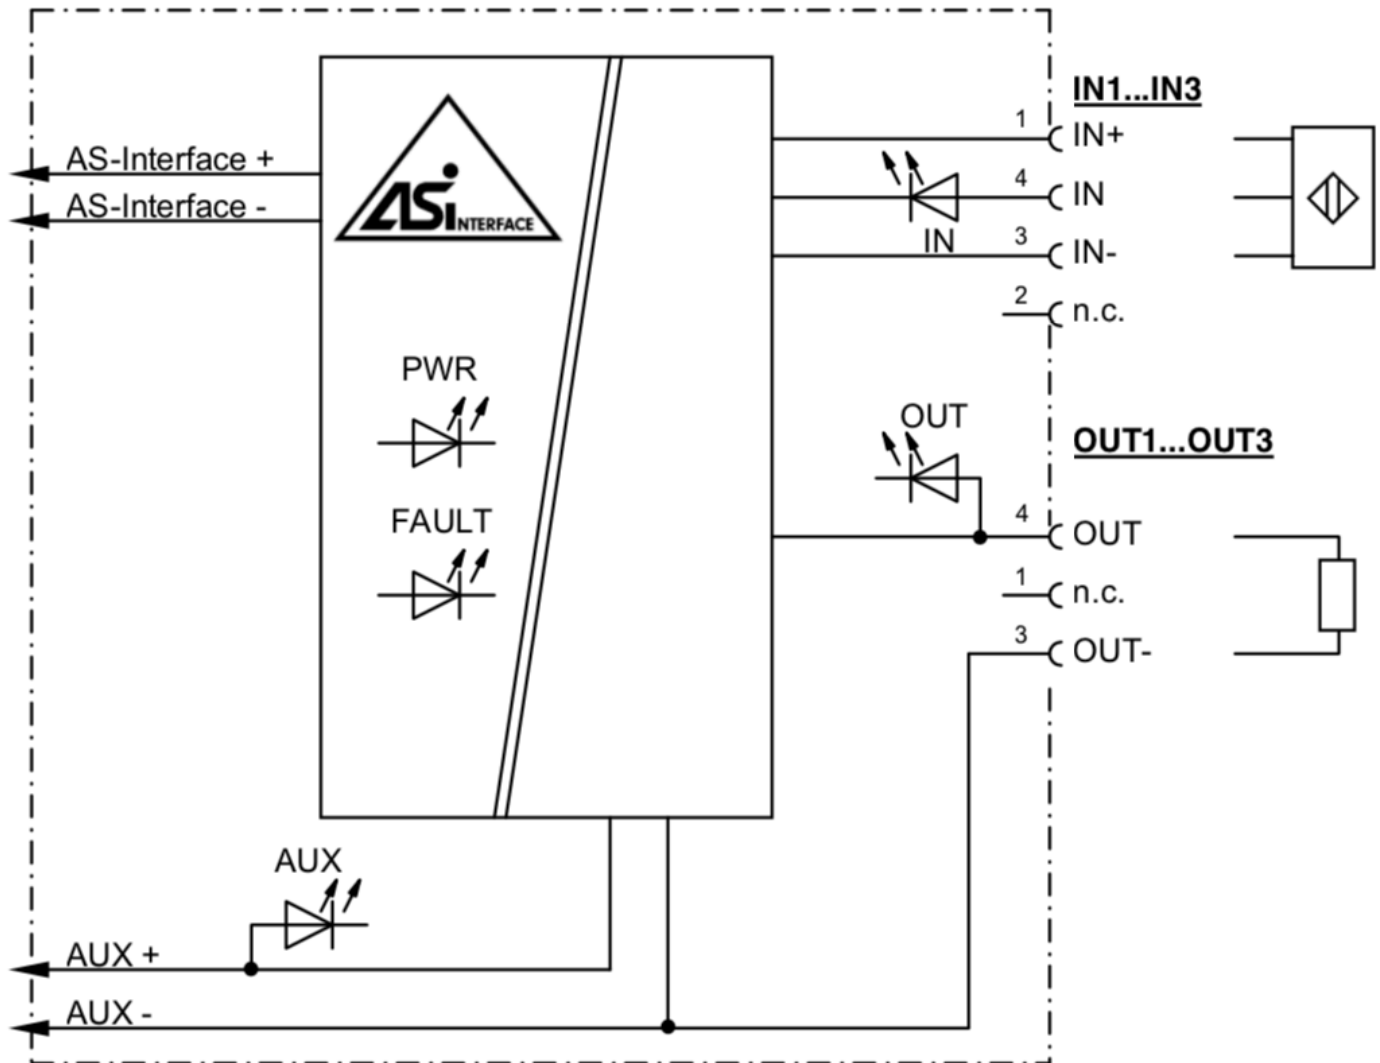 IN1...IN3
1 IN+
AS-Interface +
4 IN
AS-Interface -
ASi INTERFACE
IN
3 IN-
2 n.c.
PWR
OUT
OUT1...OUT3
FAULT
4 OUT
1 n.c.
3 OUT-
AUX
AUX +
AUX -